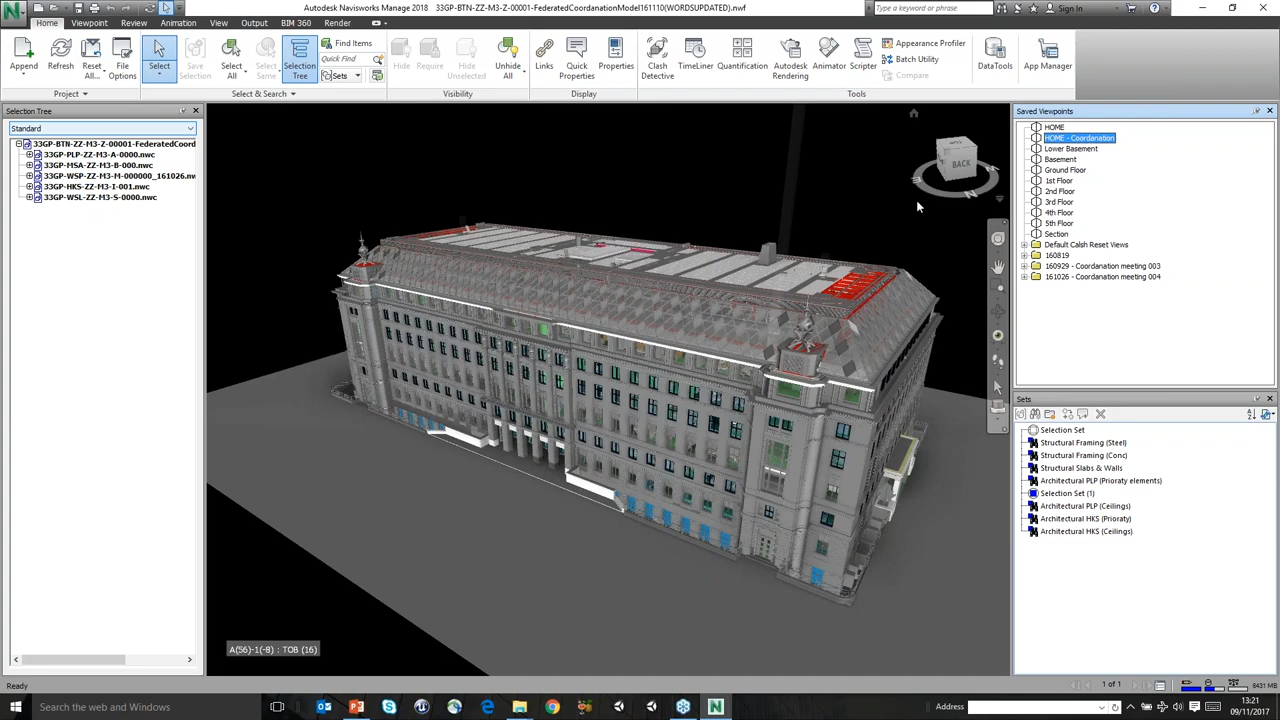 Autodesk Navisworks Manage 2018 33GP-BTN-ZZ-M3-Z-00001-FederatedCoordanationModel161110(WORDSUPDATED).nwf
Type a keyword or phrase
Sign In
Home Viewpoint Review Animation View Output BIM 360 Render
Append
Refresh
Reset All...
File Options
Select
Save Selection
Select All
Select Same
Selection Tree
Find Items
Quick Find
Sets
Hide
Require
Hide Unselected
Unhide All
Links
Quick Properties
Properties
Clash Detective
TimeLiner
Quantification
Autodesk Rendering
Animator
Scripter
Appearance Profiler
Batch Utility
Compare
DataTools
App Manager
Project
Select & Search
Visibility
Display
Tools
Selection Tree
Standard
33GP-BTN-ZZ-M3-Z-00001-FederatedCoord
33GP-PLP-ZZ-M3-A-0000.nwc
33GP-MSA-ZZ-M3-B-000.nwc
33GP-WSP-ZZ-M3-M-000000_161026.nw
33GP-HKS-ZZ-M3-I-001.nwc
33GP-WSL-ZZ-M3-S-0000.nwc
BACK
N
A(56)-1(-8) : TOB (16)
Saved Viewpoints
HOME
HOME - Coordanation
Lower Basement
Basement
Ground Floor
1st Floor
2nd Floor
3rd Floor
4th Floor
5th Floor
Section
Default Calsh Reset Views
160819
160929 - Coordanation meeting 003
161026 - Coordanation meeting 004
Sets
Selection Set
Structural Framing (Steel)
Structural Framing (Conc)
Structural Slabs & Walls
Architectural PLP (Prioraty elements)
Selection Set (1)
Architectural PLP (Ceilings)
Architectural HKS (Prioraty)
Architectural HKS (Ceilings)
Ready
1 of 1
6431 MB
Search the web and Windows
Address
13:21
09/11/2017